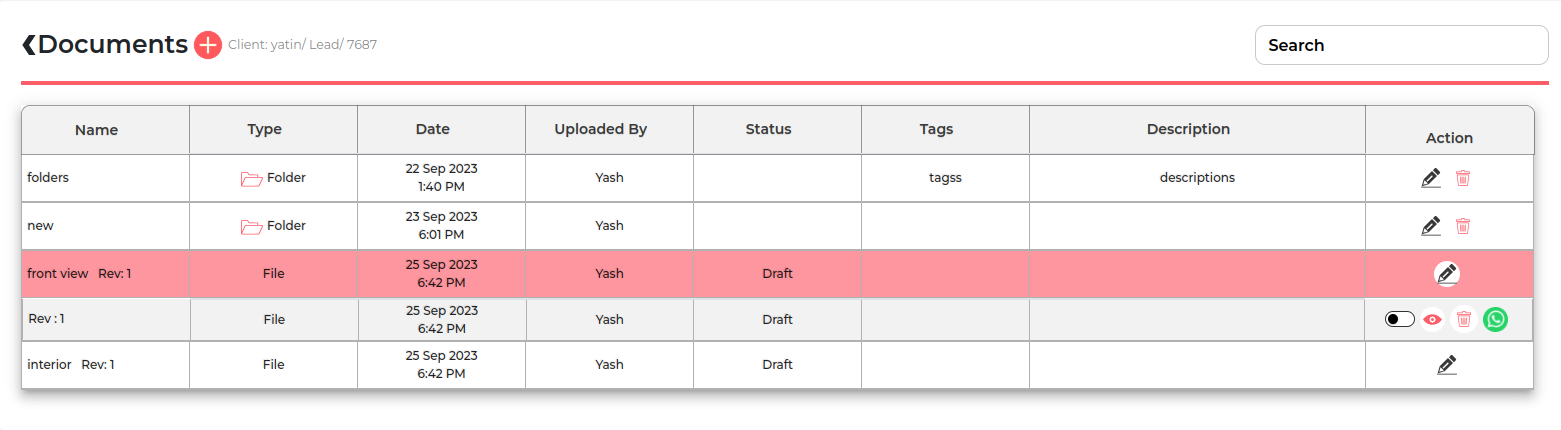 Documents Client: yatin/ Lead/ 7687 Search
Name Type Date Uploaded By Status Tags Description Action
folders Folder 22 Sep 2023 1:40 PM Yash tagss descriptions
new Folder 23 Sep 2023 6:01 PM Yash
front view Rev: 1 File 25 Sep 2023 6:42 PM Yash Draft
Rev : 1 File 25 Sep 2023 6:42 PM Yash Draft
interior Rev: 1 File 25 Sep 2023 6:42 PM Yash Draft